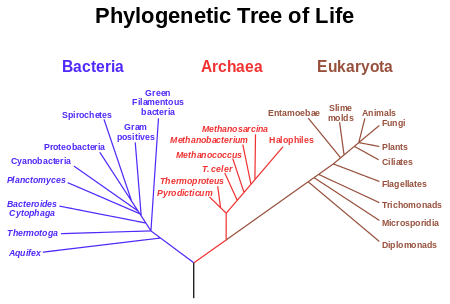 Phylogenetic Tree of Life
Bacteria
Archaea
Eukaryota
Green
Filamentous
bacteria
Spirochetes
Gram
positives
Proteobacteria
Cyanobacteria
Planctomyces
Bacteroides
Cytophaga
Thermotoga
Aquifex
Methanosarcina
Methanobacterium
Halophiles
Methanococcus
T. celer
Thermoproteus
Pyrodicticum
Entamoebae
Slime
molds
Animals
Fungi
Plants
Ciliates
Flagellates
Trichomonads
Microsporidia
Diplomonads